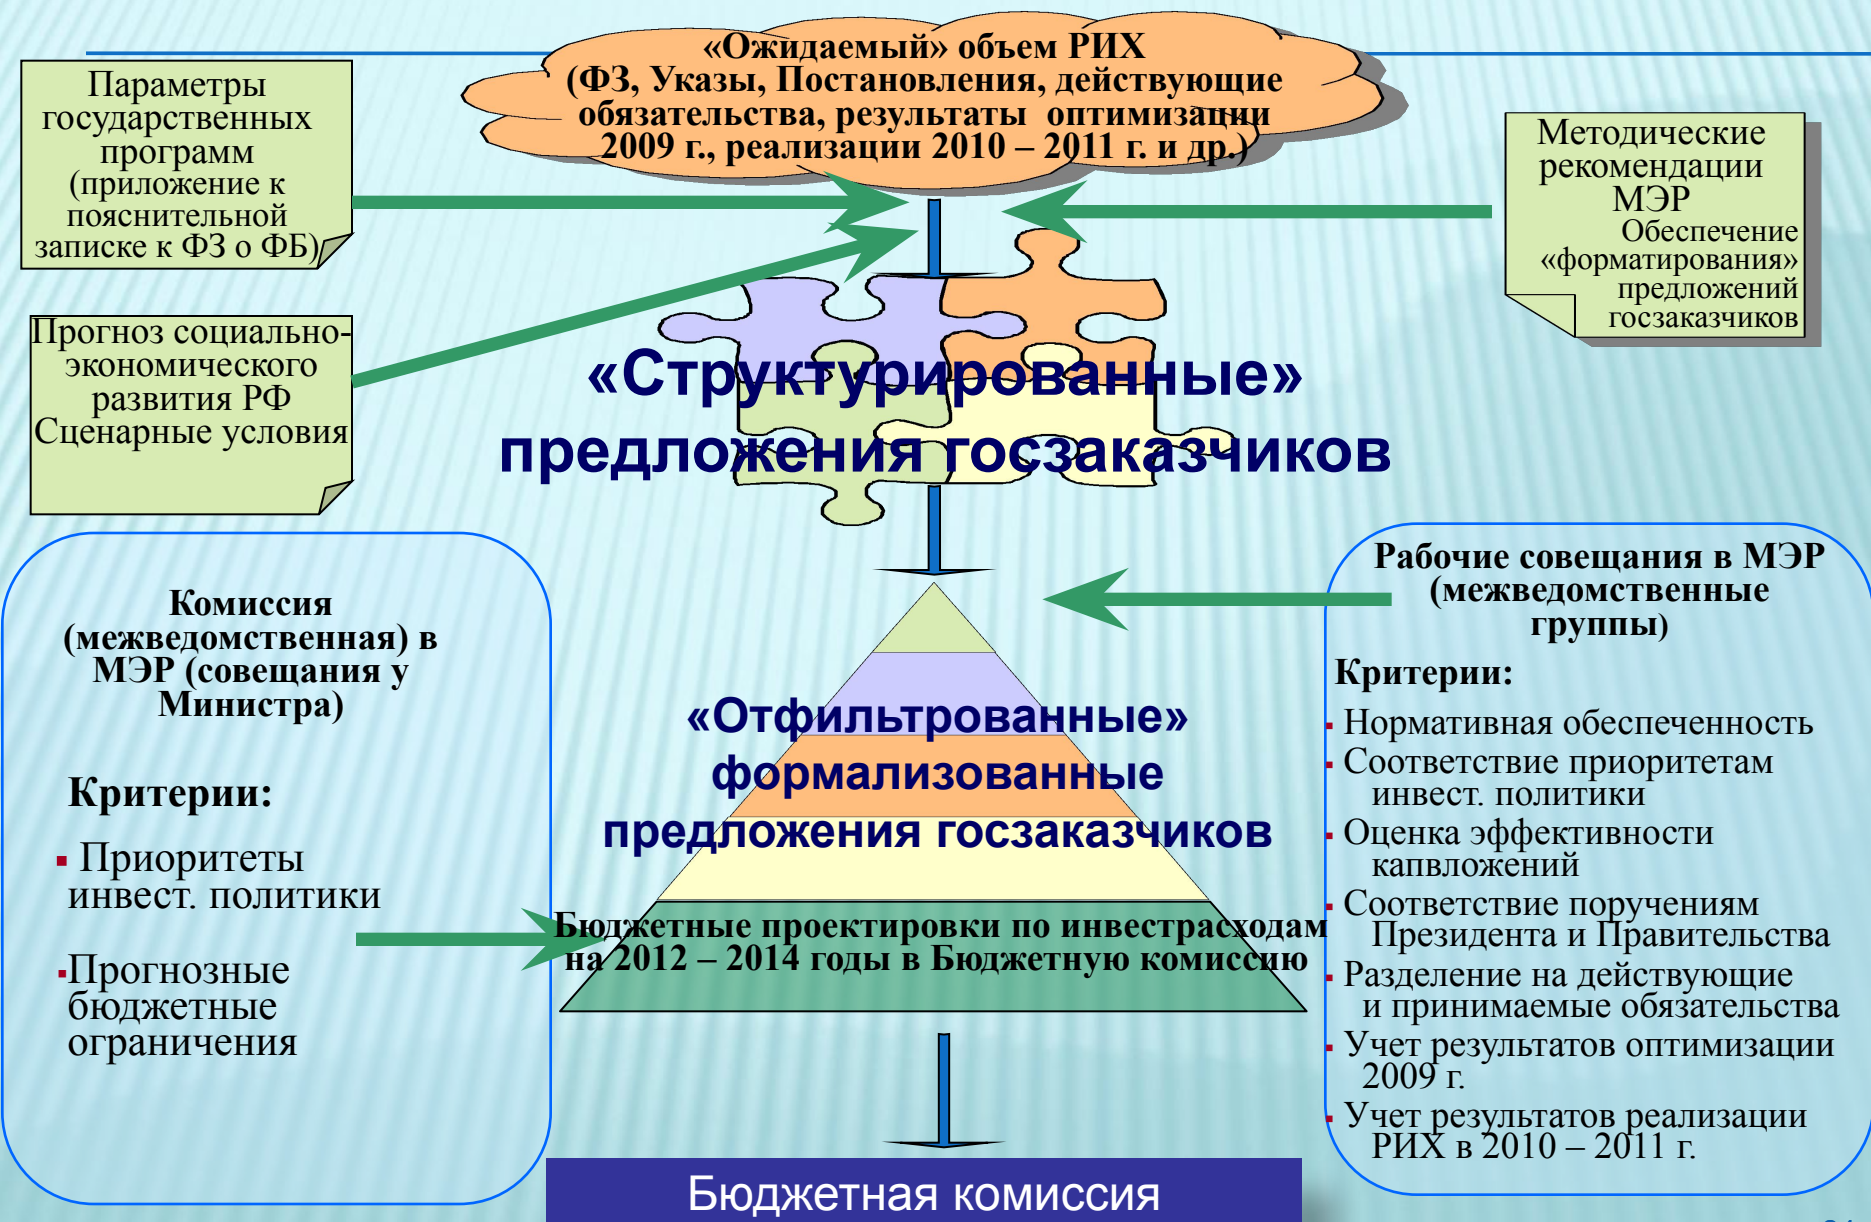 «Ожидаемый» объем РИХ
(ФЗ, Указы, Постановления, действующие
обязательства, результаты оптимизации
2009 г., реализации 2010 – 2011 г. и др.)
Параметры
государственных
программ
(приложение к
пояснительной
записке к ФЗ о ФБ)
Методические
рекомендации
МЭР
Обеспечение
«форматирования»
предложений
госзаказчиков
Прогноз социально-
экономического
развития РФ
Сценарные условия
«Структурированные»
предложения госзаказчиков
Комиссия
(межведомственная) в
МЭР (совещания у
Министра)
Критерии:
▪ Приоритеты
инвест. политики
▪Прогнозные
бюджетные
ограничения
«Отфильтрованные»
формализованные
предложения госзаказчиков
Бюджетные проектировки по инвестрасходам
на 2012 – 2014 годы в Бюджетную комиссию
Рабочие совещания в МЭР
(межведомственные
группы)
Критерии:
▪ Нормативная обеспеченность
▪ Соответствие приоритетам
инвест. политики
▪ Оценка эффективности
капвложений
▪ Соответствие поручениям
Президента и Правительства
▪ Разделение на действующие
и принимаемые обязательства
▪ Учет результатов оптимизации
2009 г.
▪ Учет результатов реализации
РИХ в 2010 – 2011 г.
Бюджетная комиссия